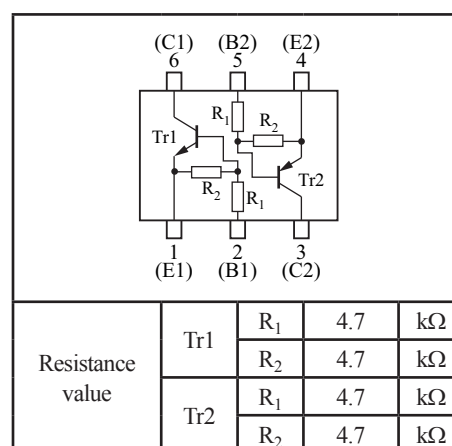 (C1) (B2) (E2)
6 5 4
R₁
R₂
Tr1
R₂
Tr2
R₁
1 2 3
(E1) (B1) (C2)
Resistance value
Tr1
R₁ 4.7 kΩ
R₂ 4.7 kΩ
Tr2
R₁ 4.7 kΩ
R₂ 4.7 kΩ